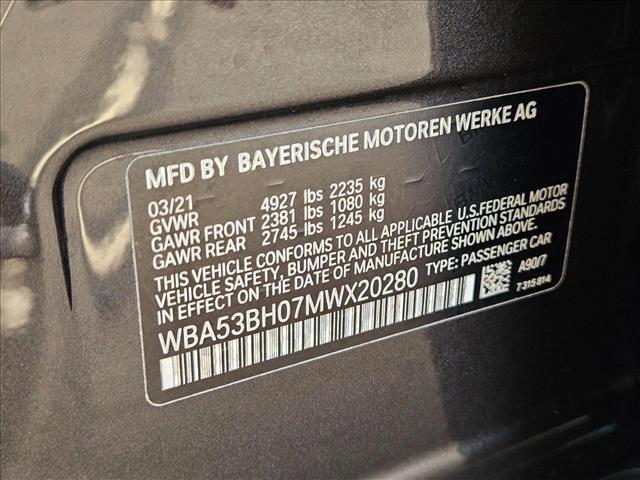 MFD BY BAYERISCHE MOTOREN WERKE AG
03/21
GVWR 4927 lbs 2235 kg
GAWR FRONT 2381 lbs 1080 kg
GAWR REAR 2745 lbs 1245 kg
THIS VEHICLE CONFORMS TO ALL APPLICABLE U.S.FEDERAL MOTOR
VEHICLE SAFETY, BUMPER, AND THEFT PREVENTION STANDARDS
IN EFFECT ON THE DATE OF MANUFACTURE SHOWN ABOVE.
WBA53BH07MWX20280 TYPE: PASSENGER CAR
A90/7
7315814